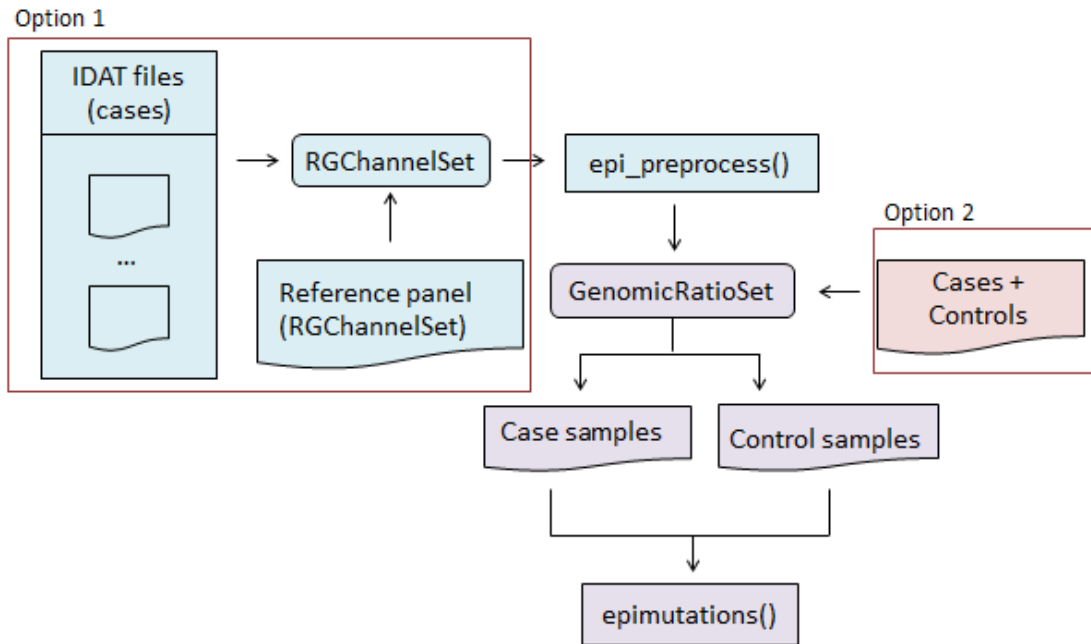 Option 1
IDAT files
(cases)
...
RGChannelSet
Reference panel
(RGChannelSet)
epi_preprocess()
Option 2
Cases +
Controls
GenomicRatioSet
Case samples
Control samples
epimutations()